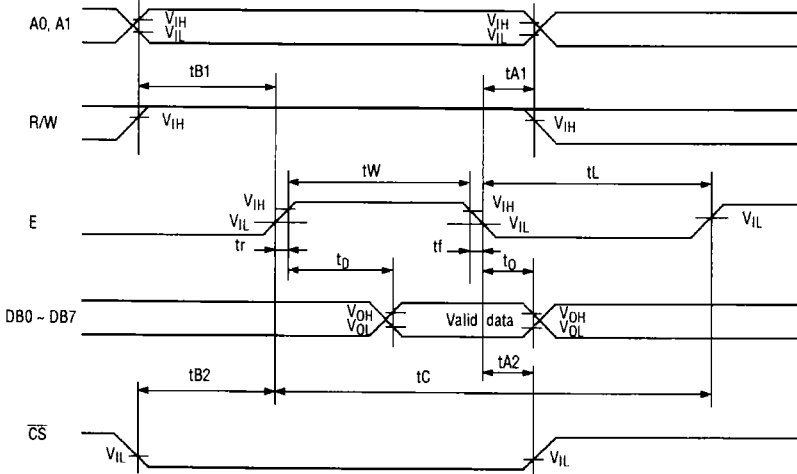 A0, A1
VIH
VIL
VIH
VIL
tB1
tA1
R/W
VIH
VIH
tW
tL
E
VIH
VIL
VIH
VIL
VIL
tr
tD
tf
tO
DB0 ~ DB7
VOH
VOL
Valid data
VOH
VOL
tA2
tB2
tC
CS
VIL
VIL